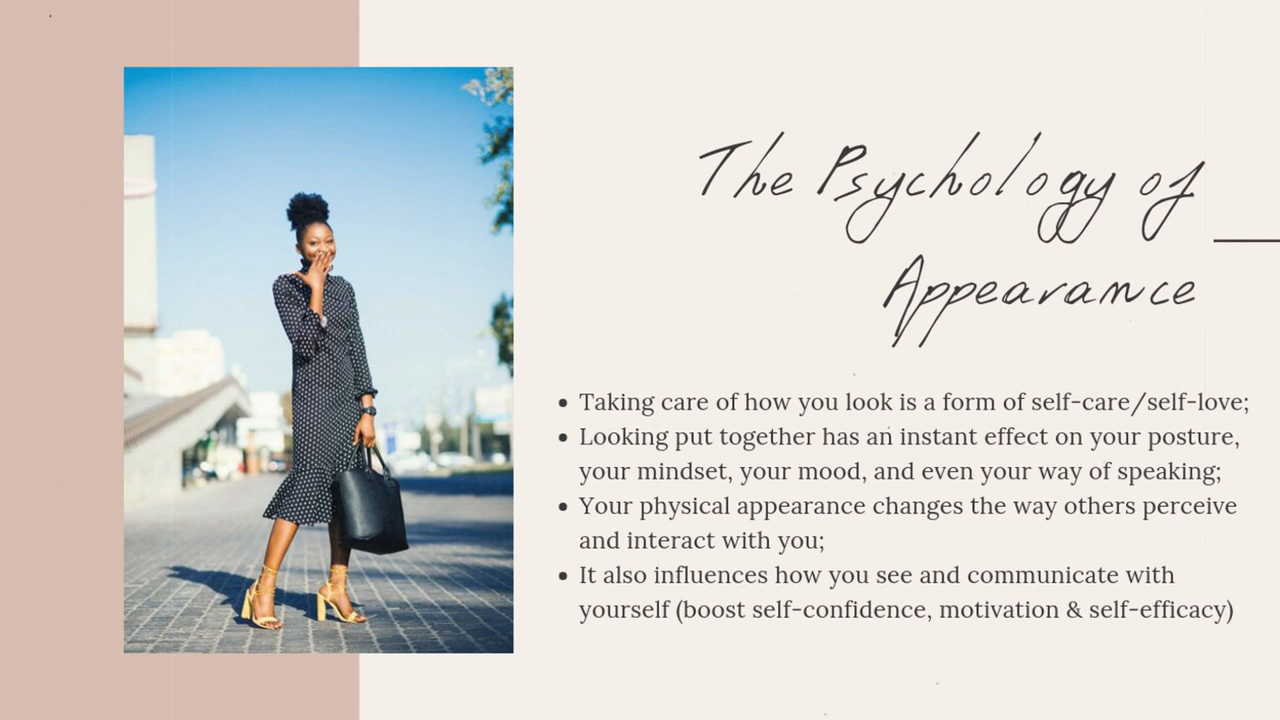 The Psychology of
Appearance
• Taking care of how you look is a form of self-care/self-love;
• Looking put together has an instant effect on your posture,
your mindset, your mood, and even your way of speaking;
• Your physical appearance changes the way others perceive
and interact with you;
• It also influences how you see and communicate with
yourself (boost self-confidence, motivation & self-efficacy)